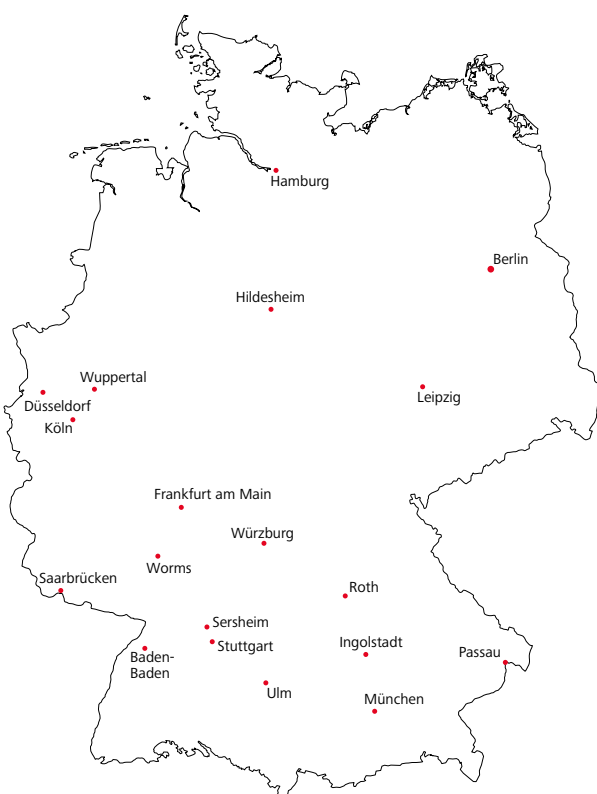 Hamburg
Berlin
Hildesheim
Wuppertal
Düsseldorf
Leipzig
Köln
Frankfurt am Main
Würzburg
Worms
Saarbrücken
Roth
Sersheim
Stuttgart
Ingolstadt
Passau
Baden-
Baden
Ulm
München